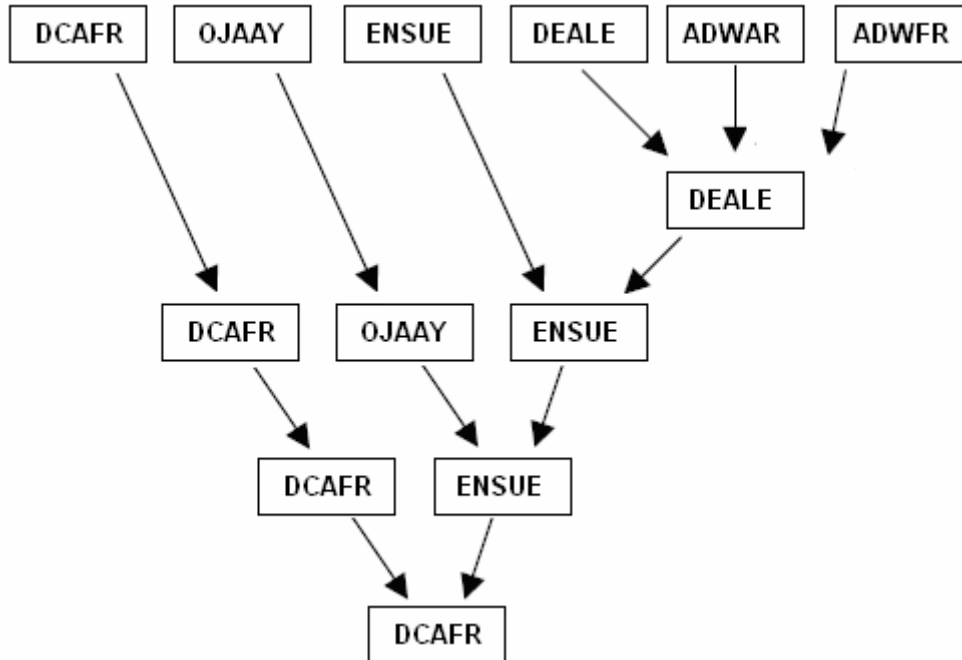 DCAFR OJAAY ENSUE DEALE ADWAR ADWFR
DEALE
DCAFR OJAAY ENSUE
DCAFR ENSUE
DCAFR